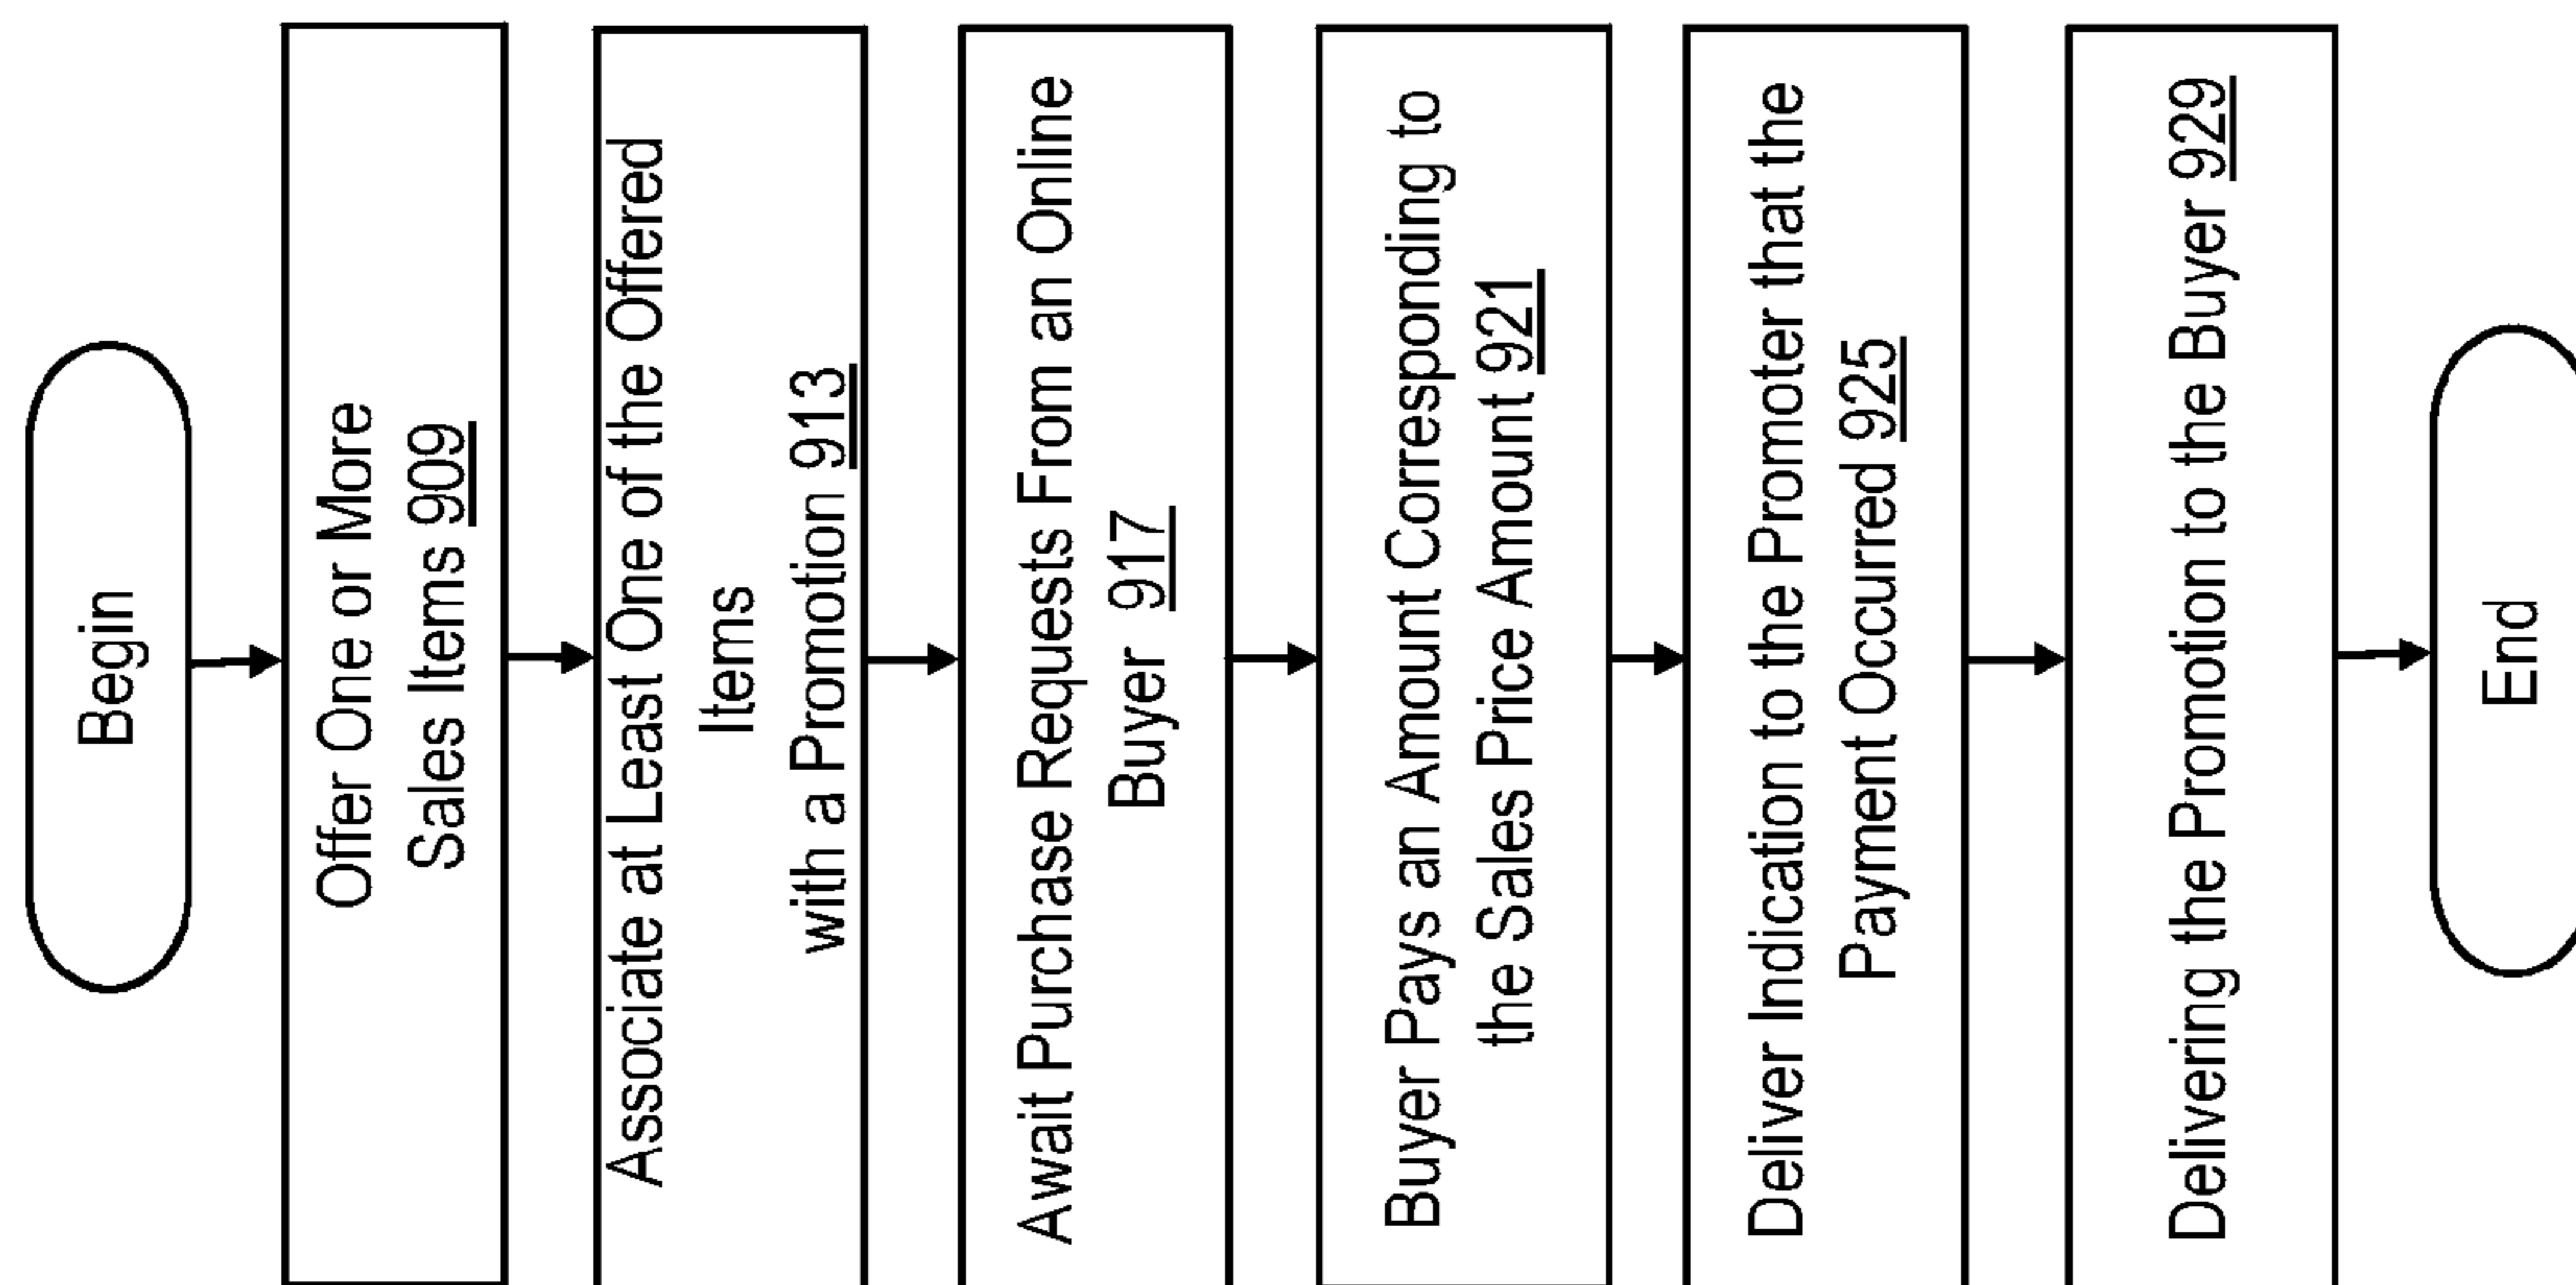 Begin
Offer One or More
Sales Items 909
Associate at Least One of the Offered
Items
with a Promotion 913
Await Purchase Requests From an Online
Buyer 917
Buyer Pays an Amount Corresponding to
the Sales Price Amount 921
Deliver Indication to the Promoter that the
Payment Occurred 925
Delivering the Promotion to the Buyer 929
End